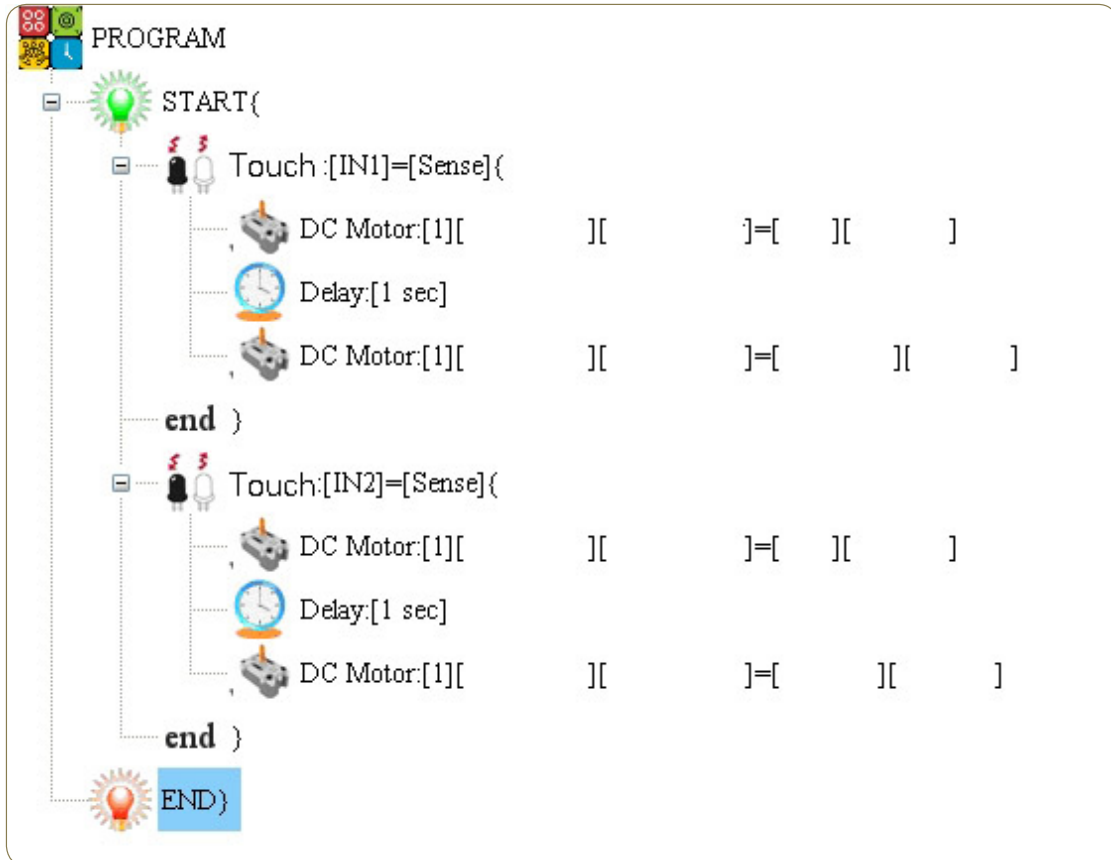 PROGRAM
START{
Touch :[IN1]=[Sense]{
DC Motor:[1][ ][ ]=[ ][ ]
Delay:[1 sec]
DC Motor:[1][ ][ ]=[ ][ ]
end }
Touch:[IN2]=[Sense]{
DC Motor:[1][ ][ ]=[ ][ ]
Delay:[1 sec]
DC Motor:[1][ ][ ]=[ ][ ]
end }
END}